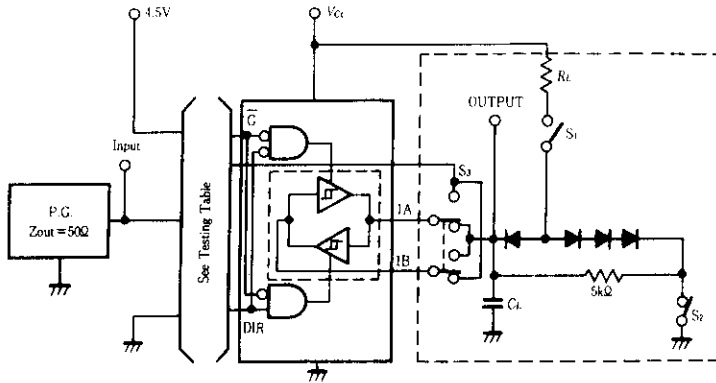 4.5V
VCC
RL
OUTPUT
S1
G
Input
S3
P.G.
Zout = 50Ω
See Testing Table
1A
1B
5kΩ
CL
S2
DIR